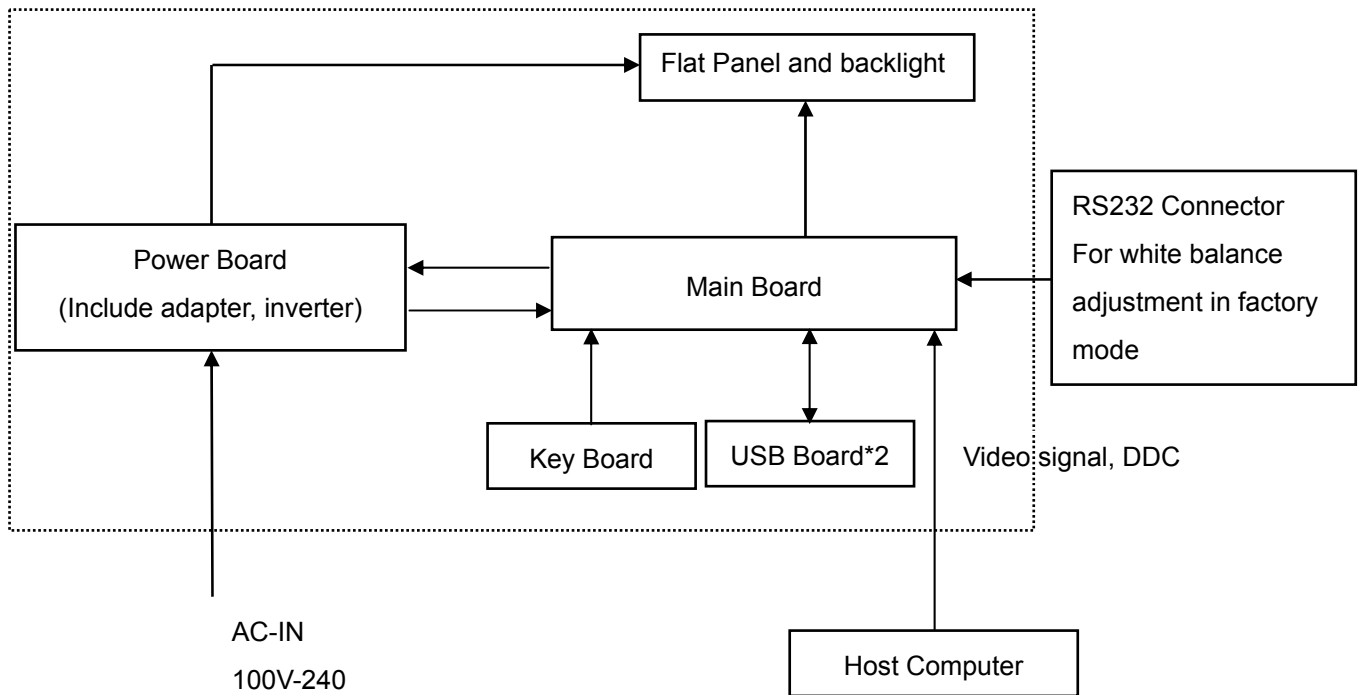 Flat Panel and backlight
RS232 Connector
For white balance
adjustment in factory
mode
Power Board
(Include adapter, inverter)
Main Board
Key Board
USB Board*2
Video signal, DDC
AC-IN
100V-240
Host Computer